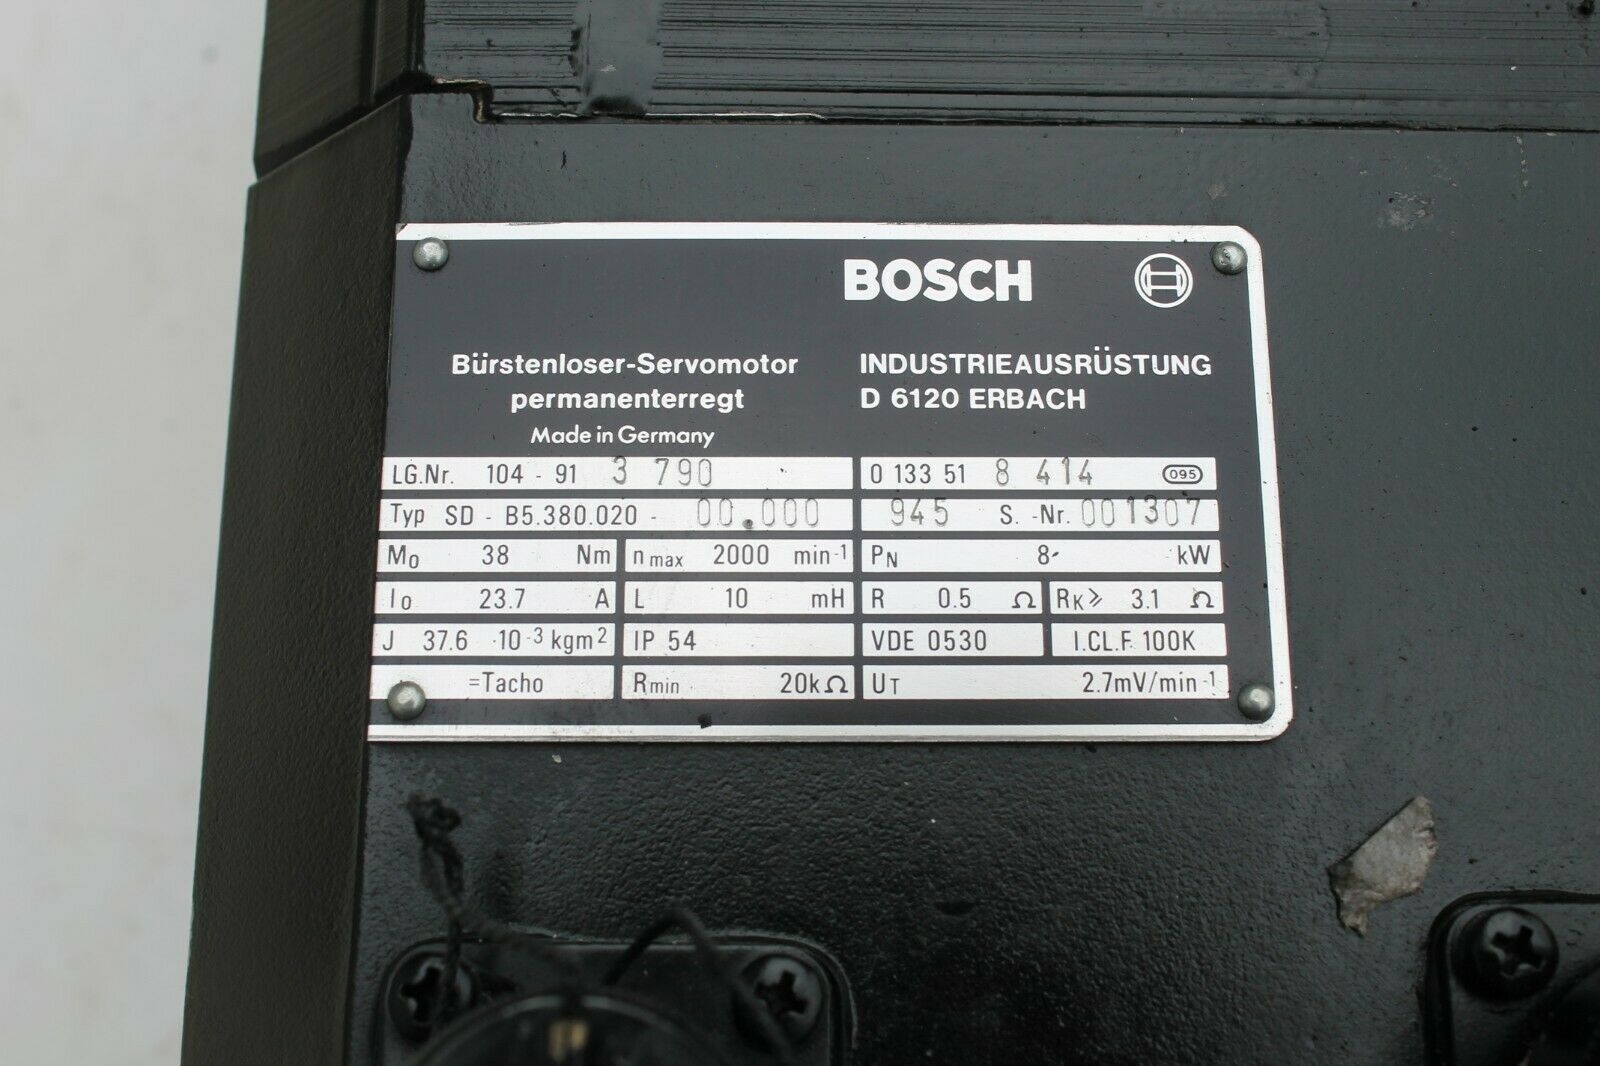 BOSCH
Bürstenloser-Servomotor INDUSTRIEAUSRÜSTUNG
permanenterregt D 6120 ERBACH
Made in Germany
LG.Nr. 104 - 91 3 790 0 133 51 8 414 095
Typ SD - B5.380.020 - 00.000 945 S. -Nr. 001307
M0 38 Nm n max 2000 min-1 PN 8- kW
I0 23.7 A L 10 mH R 0.5 Ω RK≥ 3.1 Ω
J 37.6 ·10-3 kgm2 IP 54 VDE 0530 I.CL.F. 100K
=Tacho Rmin 20kΩ UT 2.7mV/min-1